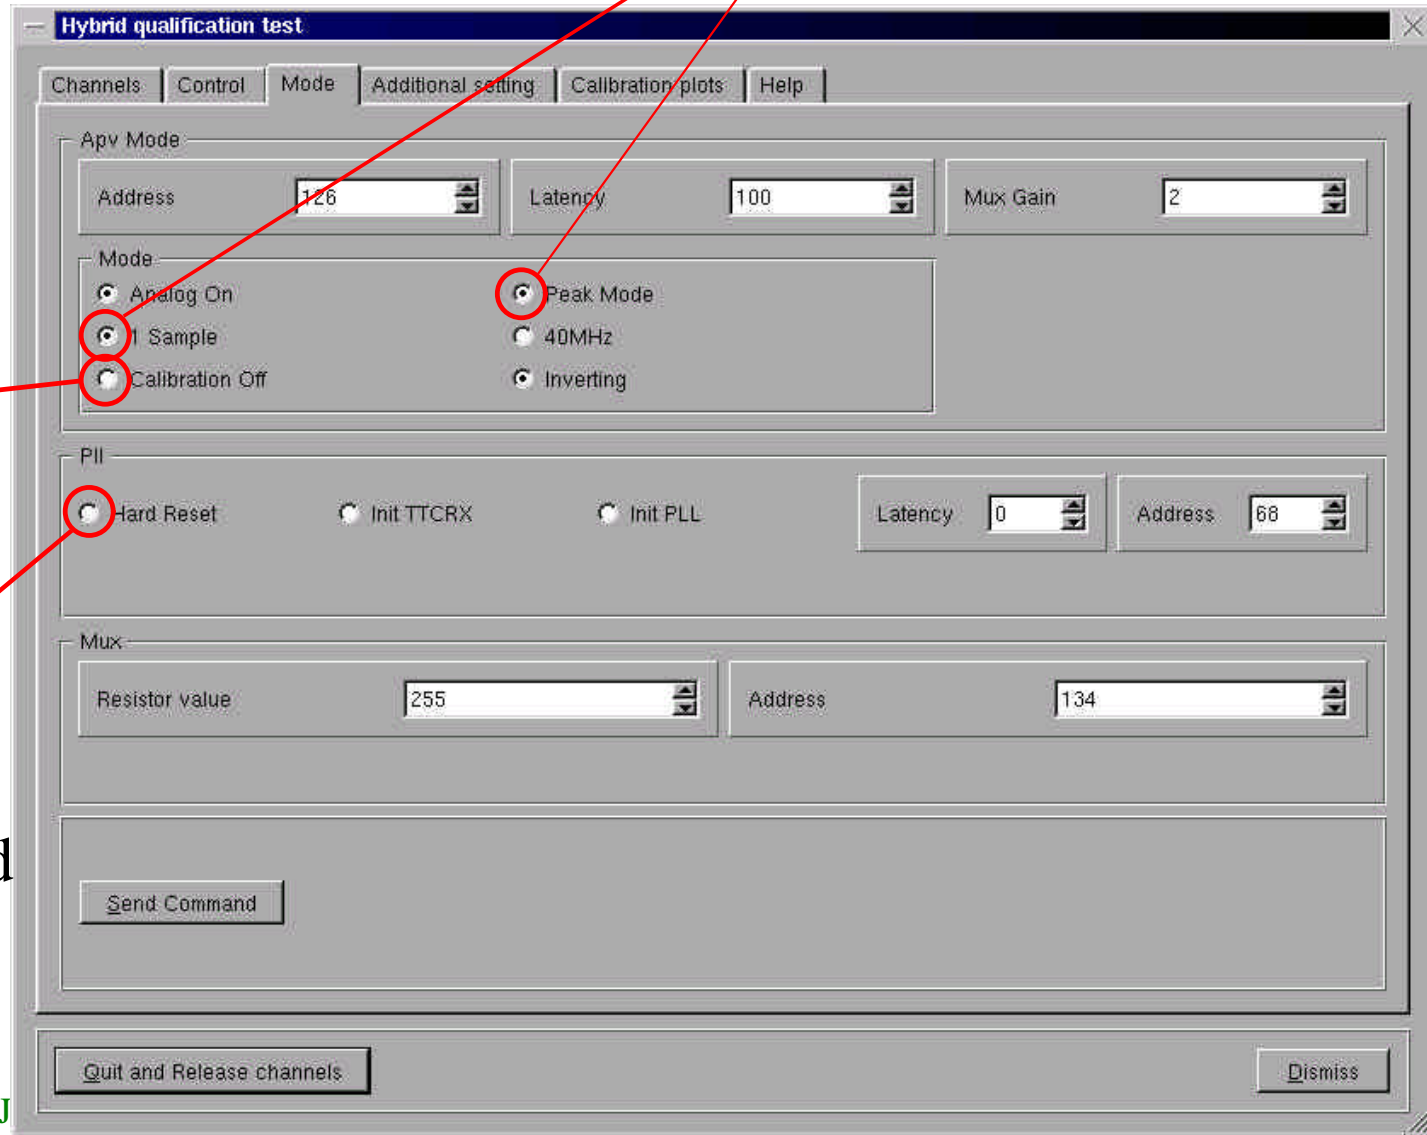 Hybrid qualification test
Channels Control Mode Additional setting Calibration plots Help
Apv Mode
Address 126 Latency 100 Mux Gain 2
Mode
Analog On Peak Mode
1 Sample 40MHz
Calibration Off Inverting
Pll
Hard Reset Init TTCRX Init PLL Latency 0 Address 68
Mux
Resistor value 255 Address 134
d
Send Command
Quit and Release channels Dismiss
J